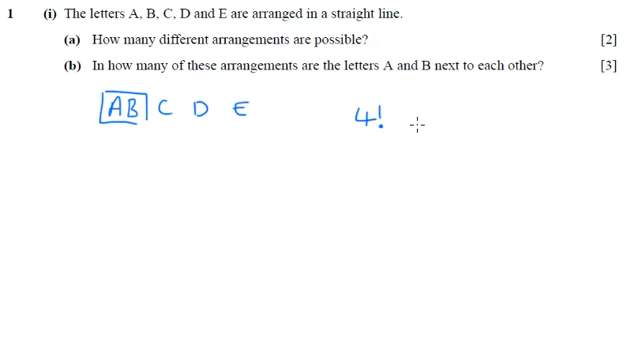 1 (i) The letters A, B, C, D and E are arranged in a straight line.
(a) How many different arrangements are possible? [2]
(b) In how many of these arrangements are the letters A and B next to each other? [3]
AB C D E 4!